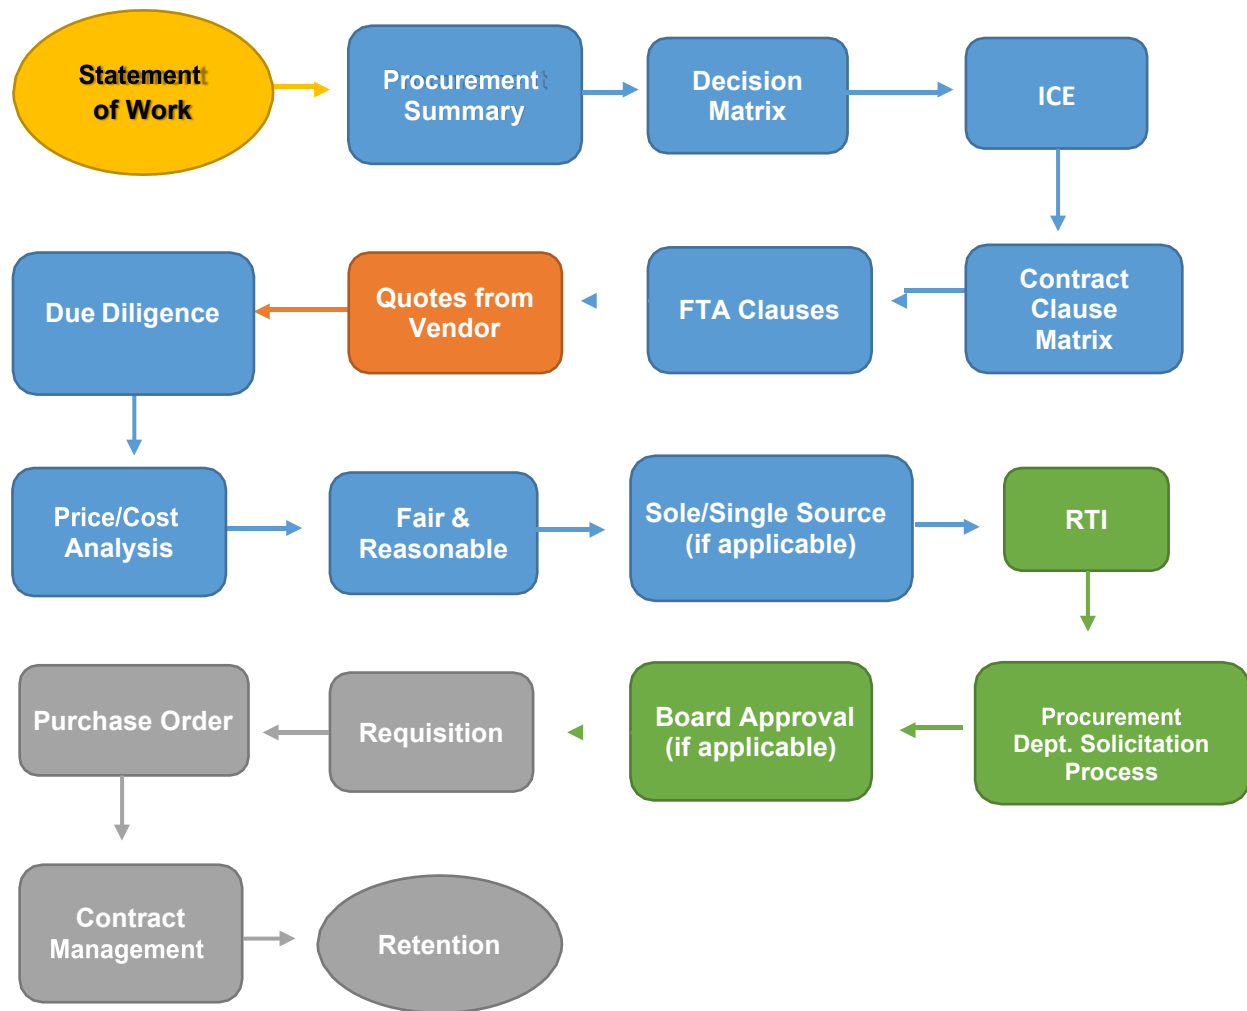 Statement
of Work
Procurement
Summary
Decision
Matrix
ICE
Due Diligence
Quotes from
Vendor
FTA Clauses
Contract
Clause
Matrix
Price/Cost
Analysis
Fair &
Reasonable
Sole/Single Source
(if applicable)
RTI
Purchase Order
Requisition
Board Approval
(if applicable)
Procurement
Dept. Solicitation
Process
Contract
Management
Retention